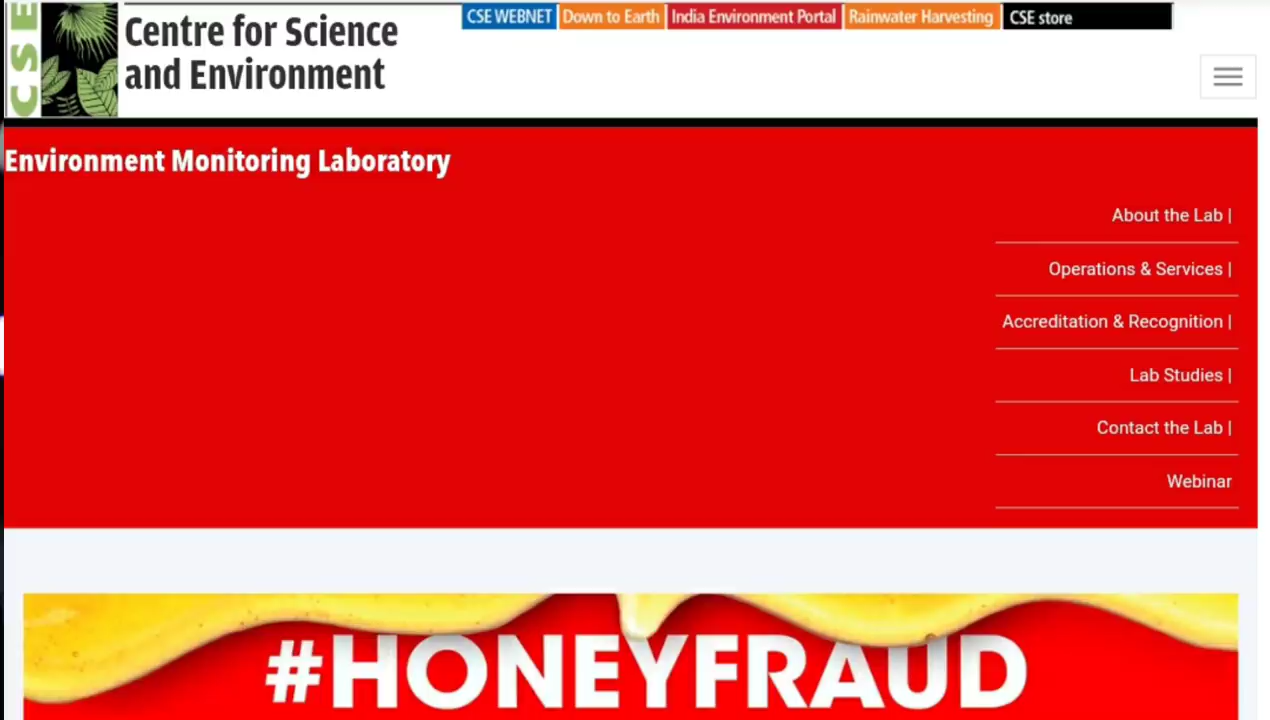 CSE
Centre for Science
and Environment
CSE WEBNET
Down to Earth
India Environment Portal
Rainwater Harvesting
CSE store
Environment Monitoring Laboratory
About the Lab |
Operations & Services |
Accreditation & Recognition |
Lab Studies |
Contact the Lab |
Webinar
#HONEYFRAUD